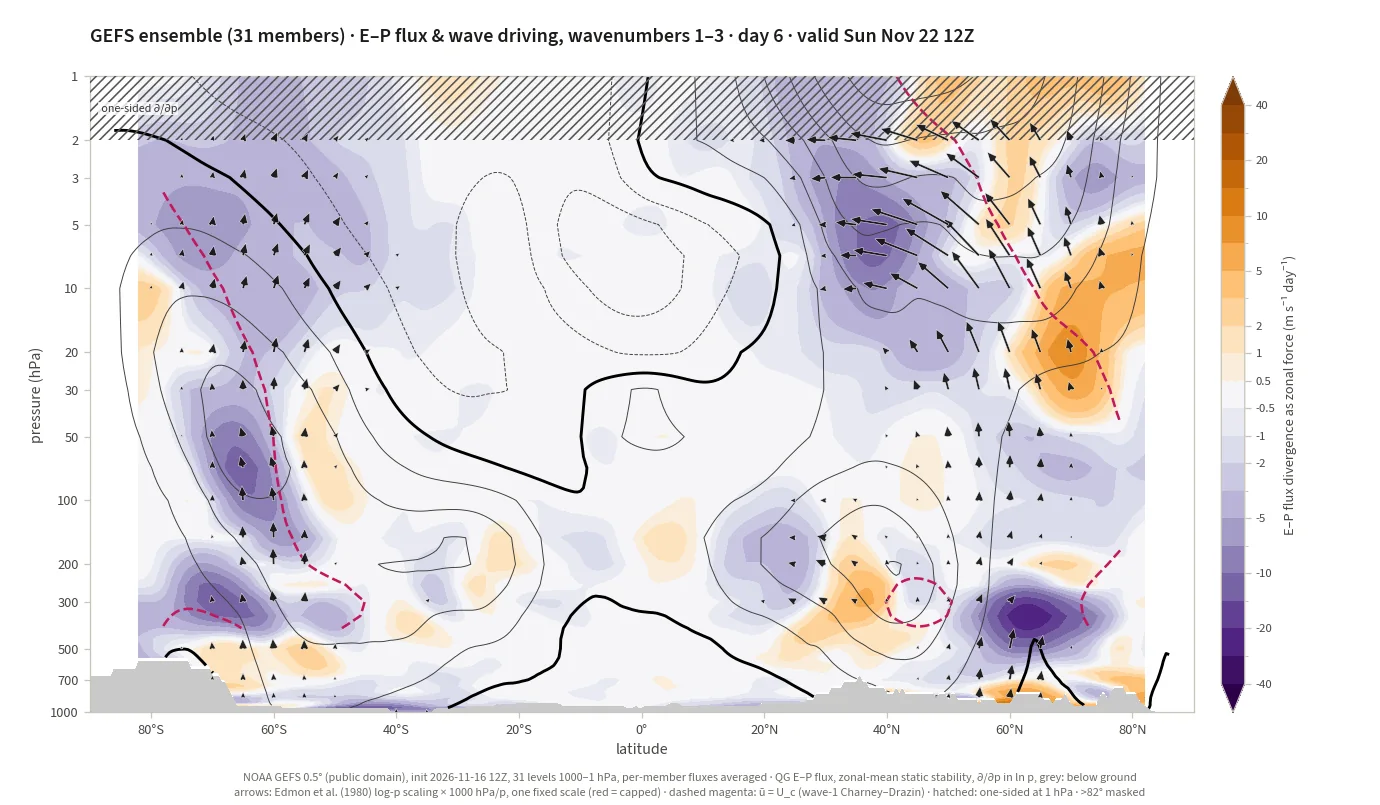 GEFS ensemble (31 members) · E–P flux & wave driving, wavenumbers 1–3 · day 6 · valid Sun Nov 22 12Z
one-sided ∂/∂p
pressure (hPa)
1
2
3
5
10
20
30
50
100
200
300
500
700
1000
80°S
60°S
40°S
20°S
0°
20°N
40°N
60°N
80°N
latitude
40
20
10
5
2
1
0.5
-0.5
-1
-2
-5
-10
-20
-40
E–P flux divergence as zonal force (m s⁻¹ day⁻¹)
NOAA GEFS 0.5° (public domain), init 2026-11-16 12Z, 31 levels 1000–1 hPa, per-member fluxes averaged · QG E–P flux, zonal-mean static stability, ∂/∂p in ln p, grey: below ground
arrows: Edmon et al. (1980) log-p scaling × 1000 hPa/p, one fixed scale (red = capped) · dashed magenta: ū = U_c (wave-1 Charney–Drazin) · hatched: one-sided at 1 hPa · >82° masked